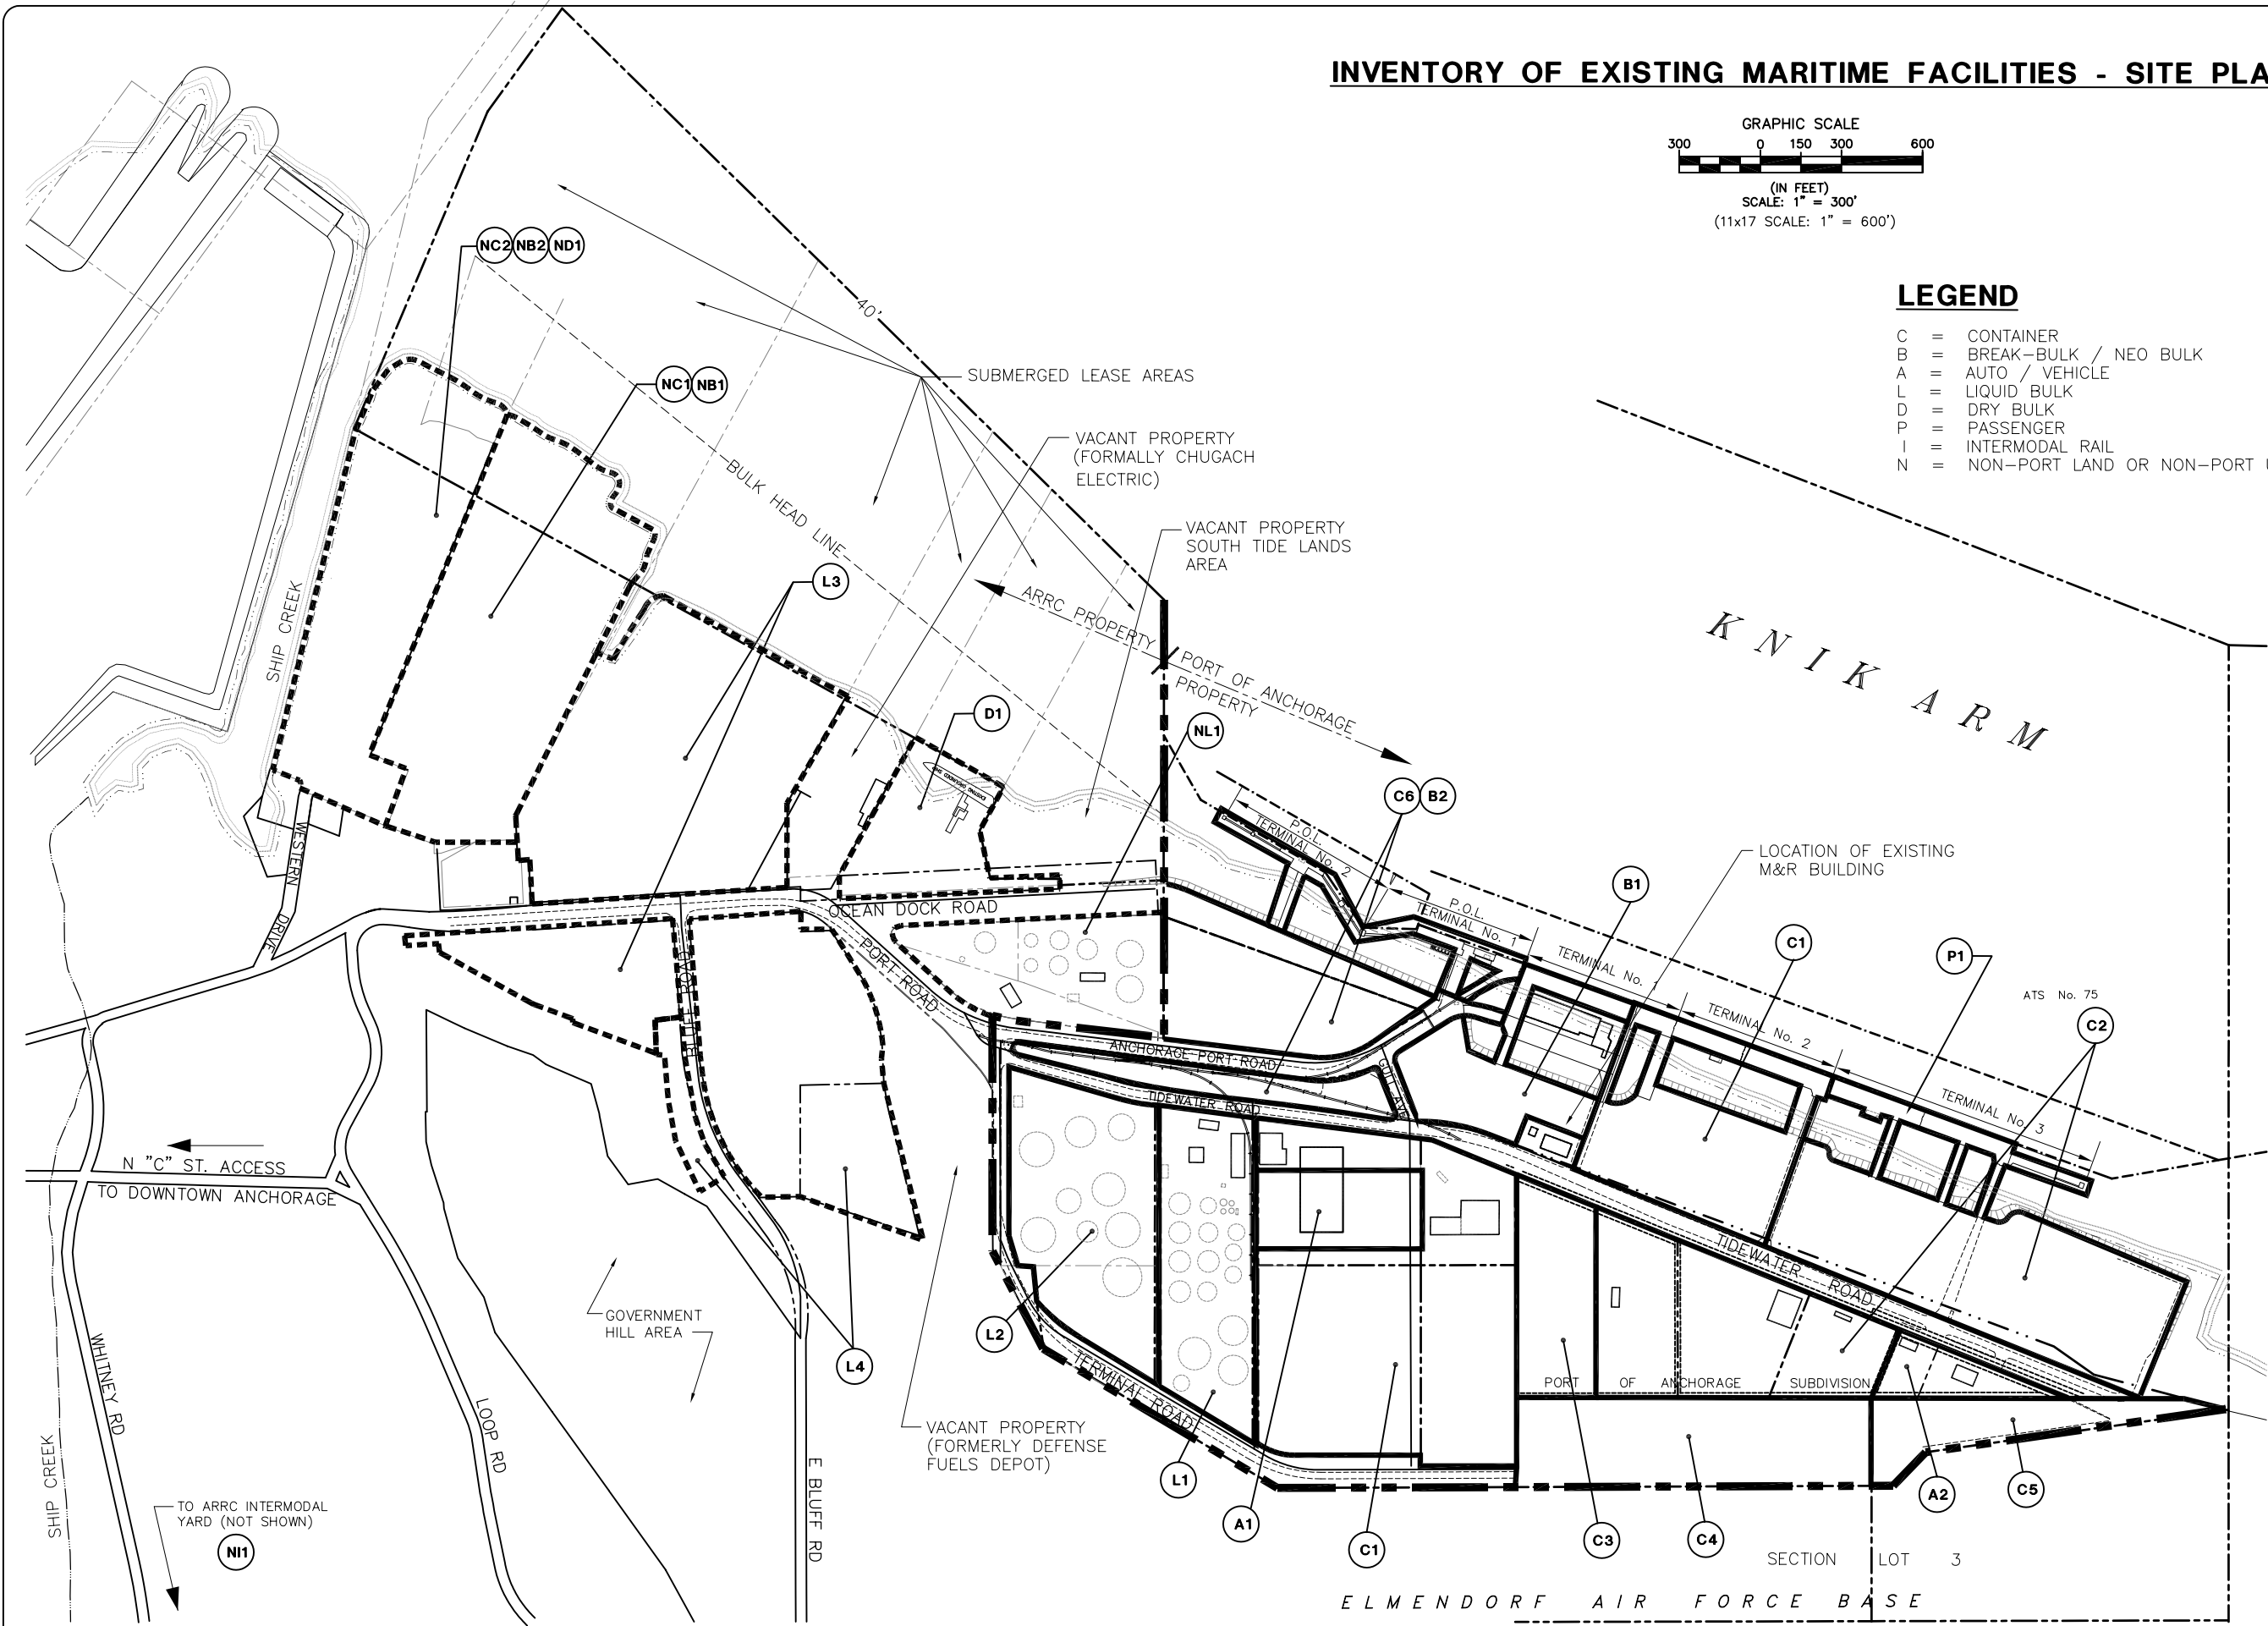 INVENTORY OF EXISTING MARITIME FACILITIES - SITE PLA
GRAPHIC SCALE
300 0 150 300 600
(IN FEET)
SCALE: 1" = 300'
(11x17 SCALE: 1" = 600')
LEGEND
C = CONTAINER
B = BREAK-BULK / NEO BULK
A = AUTO / VEHICLE
L = LIQUID BULK
D = DRY BULK
P = PASSENGER
I = INTERMODAL RAIL
N = NON-PORT LAND OR NON-PORT
NC2 NB2 ND1
40'
SUBMERGED LEASE AREAS
NC1 NB1
VACANT PROPERTY
(FORMALLY CHUGACH
ELECTRIC)
BULK HEAD LINE
VACANT PROPERTY
SOUTH TIDE LANDS
AREA
L3
ARRC PROPERTY
PORT OF ANCHORAGE
PROPERTY
KNIK ARM
SHIP CREEK
D1
NL1
EXISTING GROUNDED SHIP
C6 B2
P.O.L.
TERMINAL No. 2
P.O.L.
TERMINAL No. 1
LOCATION OF EXISTING
M&R BUILDING
B1
C1
P1
TERMINAL No. 1
TERMINAL No. 2
TERMINAL No. 3
ATS No. 75
C2
WESTERN
DRIVE
OCEAN DOCK ROAD
PORT ROAD
BLUFF ROAD
ANCHORAGE PORT ROAD
TIDEWATER ROAD
GULL AVE
TIDEWATER ROAD
N "C" ST. ACCESS
TO DOWNTOWN ANCHORAGE
GOVERNMENT
HILL AREA
L4
L2
TERMINAL ROAD
PORT OF ANCHORAGE SUBDIVISION
WHITNEY RD
LOOP RD
E BLUFF RD
SHIP CREEK
VACANT PROPERTY
(FORMERLY DEFENSE
FUELS DEPOT)
L1
A1
C1
C3
C4
A2
C5
TO ARRC INTERMODAL
YARD (NOT SHOWN)
NI1
SECTION LOT 3
ELMENDORF AIR FORCE BASE